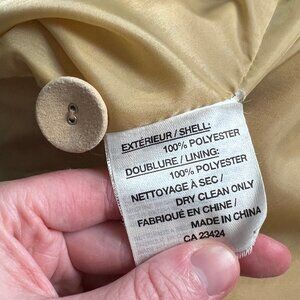 EXTÉRIEUR / SHELL:
100% POLYESTER
DOUBLURE / LINING:
100% POLYESTER
NETTOYAGE À SEC /
DRY CLEAN ONLY
FABRIQUÉ EN CHINE /
MADE IN CHINA
CA 23424